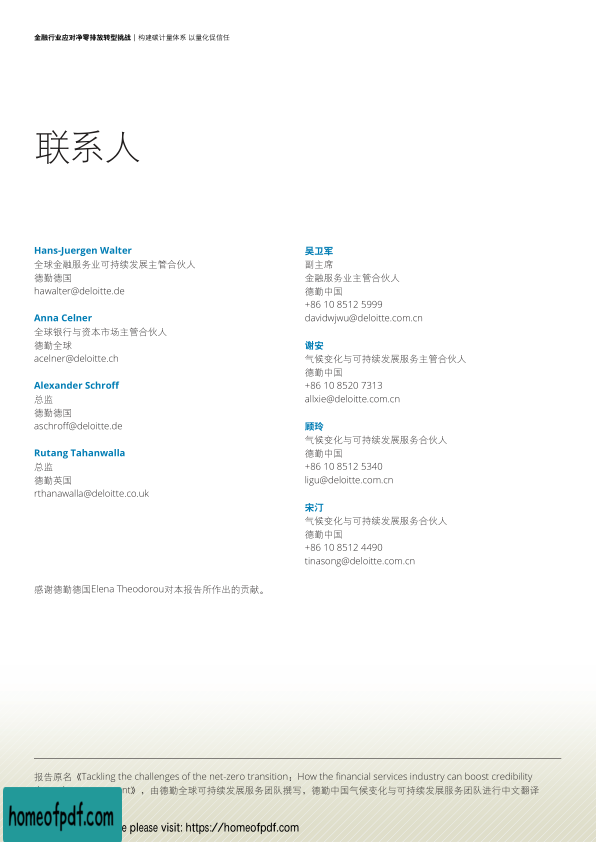 金融行业应对净零排放转型挑战 | 构建碳计量体系 以量化促信任
联系人
Hans-Juergen Walter
全球金融服务业可持续发展主管合伙人
德勤德国
hawalter@deloitte.de
Anna Celner
全球银行与资本市场主管合伙人
德勤全球
acelner@deloitte.ch
Alexander Schroff
总监
德勤德国
aschroff@deloitte.de
Rutang Tahanwalla
总监
德勤英国
rthanawalla@deloitte.co.uk
吴卫军
副主席
金融服务业主管合伙人
德勤中国
+86 10 8512 5999
davidwjwu@deloitte.com.cn
谢安
气候变化与可持续发展服务主管合伙人
德勤中国
+86 10 8520 7313
allxie@deloitte.com.cn
顾玲
气候变化与可持续发展服务合伙人
德勤中国
+86 10 8512 5340
ligu@deloitte.com.cn
宋汀
气候变化与可持续发展服务合伙人
德勤中国
+86 10 8512 4490
tinasong@deloitte.com.cn
感谢德勤德国Elena Theodorou对本报告所作出的贡献。
报告原名《Tackling the challenges of the net-zero transition：How the financial services industry can boost credibility
》，由德勤全球可持续发展服务团队撰写，德勤中国气候变化与可持续发展服务团队进行中文翻译
homeofpdf.com
please visit: https://homeofpdf.com